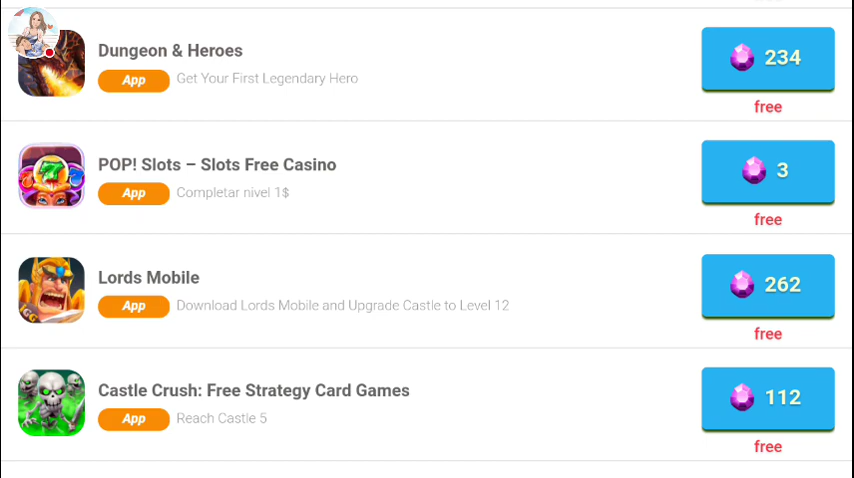 Dungeon & Heroes
App Get Your First Legendary Hero
234
free
POP! Slots – Slots Free Casino
App Completar nivel 1$
3
free
Lords Mobile
App Download Lords Mobile and Upgrade Castle to Level 12
262
free
Castle Crush: Free Strategy Card Games
App Reach Castle 5
112
free